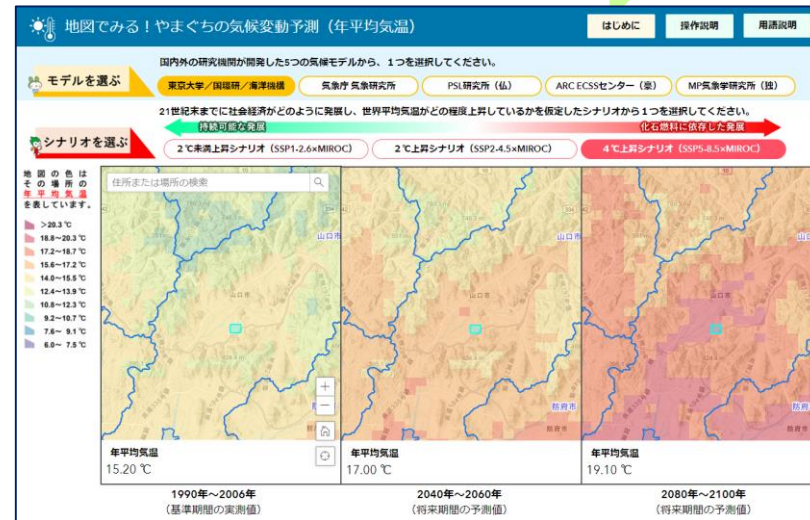 地図でみる！やまぐちの気候変動予測（年平均気温）
はじめに
操作説明
用語説明
モデルを選ぶ
国内外の研究機関が開発した5つの気候モデルから、1つを選択してください。
東京大学／国環研／海洋機構
気象庁 気象研究所
PSL研究所（仏）
ARC ECSSセンター（豪）
MP気象学研究所（独）
シナリオを選ぶ
21世紀末までに社会経済がどのように発展し、世界平均気温がどの程度上昇しているかを仮定したシナリオから1つを選択してください。
持続可能な発展
化石燃料に依存した発展
2℃未満上昇シナリオ（SSP1-2.6×MIROC）
2℃上昇シナリオ（SSP2-4.5×MIROC）
4℃上昇シナリオ（SSP5-8.5×MIROC）
地図の色は
その場所の
年平均気温
を表しています。
＞20.3 ℃
18.8～20.3 ℃
17.2～18.7 ℃
15.6～17.2 ℃
14.0～15.5 ℃
12.4～13.9 ℃
10.8～12.3 ℃
9.2～10.7 ℃
7.6～ 9.1 ℃
6.0～ 7.5 ℃
住所または場所の検索
山口市
山口市
防府市
山口市
防府市
年平均気温
15.20 ℃
年平均気温
17.00 ℃
年平均気温
19.10 ℃
1990年～2006年
（基準期間の実測値）
2040年～2060年
（将来期間の予測値）
2080年～2100年
（将来期間の予測値）